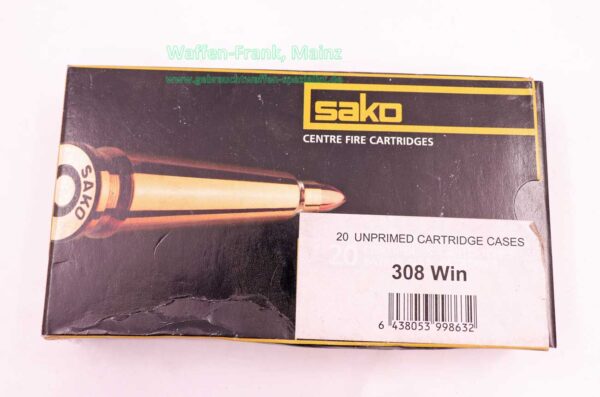 Waffen-Frank, Mainz
www.gebrauchtwaffen-spezialist.de
sako
CENTRE FIRE CARTRIDGES
SAKO
20 UNPRIMED CARTRIDGE CASES
20
308 Win
6 438053 998632